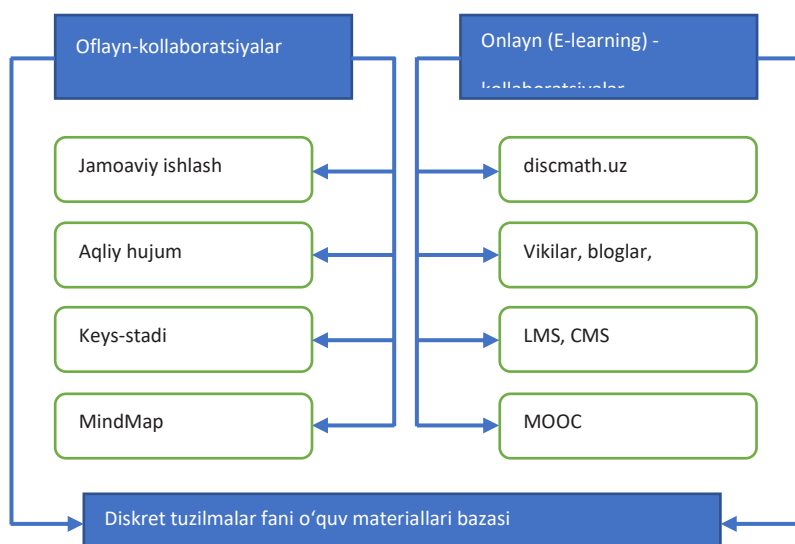 Oflayn-kollaboratsiyalar
Onlayn (E-learning) -
kollaboratsiyalar
Jamoaviy ishlash
discmath.uz
Aqliy hujum
Vikilar, bloglar,
Keys-stadi
LMS, CMS
MindMap
MOOC
Diskret tuzilmalar fani o‘quv materiallari bazasi